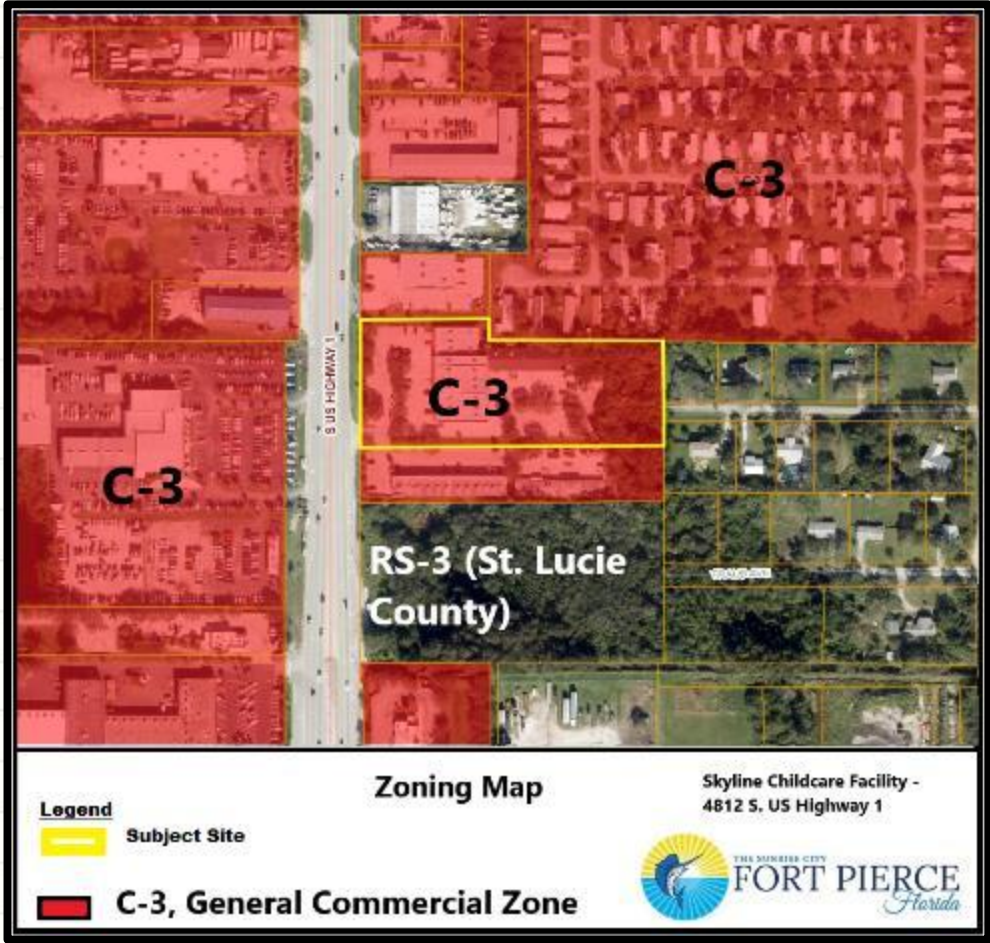 C-3
S US HIGHWAY 1
C-3
C-3
RS-3 (St. Lucie
County)
Zoning Map
Skyline Childcare Facility -
4812 S. US Highway 1
Legend
Subject Site
C-3, General Commercial Zone
THE SUNRISE CITY
FORT PIERCE
Florida